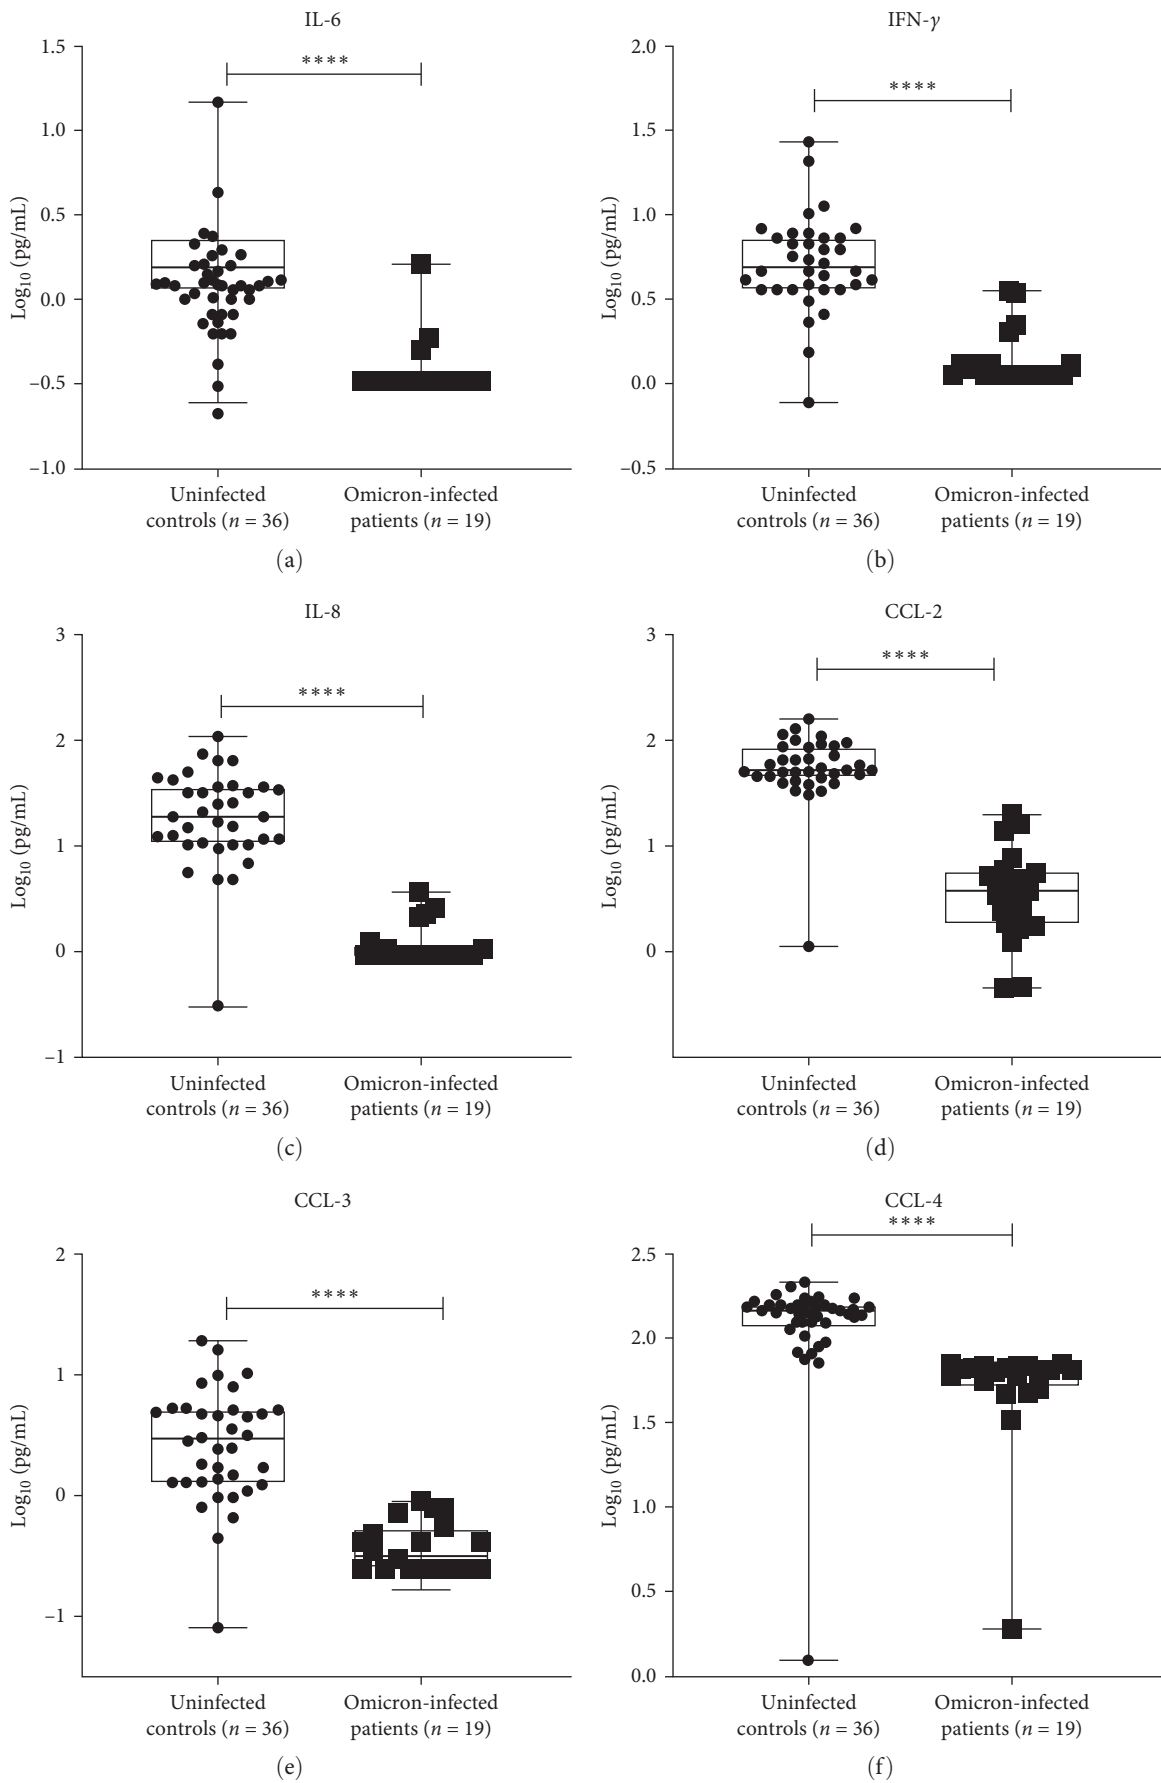 IL-6
1.5
****
1.0
0.5
0.0
−0.5
−1.0
Log10 (pg/mL)
Uninfected
controls (n = 36)
Omicron-infected
patients (n = 19)
(a)
IFN-γ
2.0
****
1.5
1.0
0.5
0.0
−0.5
Log10 (pg/mL)
Uninfected
controls (n = 36)
Omicron-infected
patients (n = 19)
(b)
IL-8
3
****
2
1
0
−1
Log10 (pg/mL)
Uninfected
controls (n = 36)
Omicron-infected
patients (n = 19)
(c)
CCL-2
3
****
2
1
0
−1
Log10 (pg/mL)
Uninfected
controls (n = 36)
Omicron-infected
patients (n = 19)
(d)
CCL-3
2
****
1
0
−1
Log10 (pg/mL)
Uninfected
controls (n = 36)
Omicron-infected
patients (n = 19)
(e)
CCL-4
****
2.5
2.0
1.5
1.0
0.5
0.0
Log10 (pg/mL)
Uninfected
controls (n = 36)
Omicron-infected
patients (n = 19)
(f)